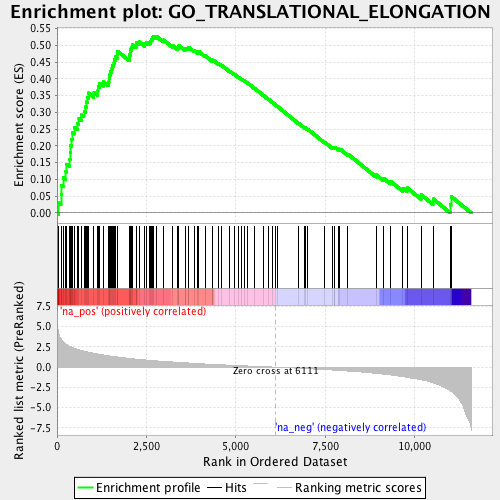 Enrichment plot: GO_TRANSLATIONAL_ELONGATION
Enrichment score (ES)
0.55
0.50
0.45
0.40
0.35
0.30
0.25
0.20
0.15
0.10
0.05
0.00
Ranked list metric (PreRanked)
7.5
5.0
2.5
0.0
-2.5
-5.0
-7.5
'na_pos' (positively correlated)
Zero cross at 6111
'na_neg' (negatively correlated)
0
2,500
5,000
7,500
10,000
Rank in Ordered Dataset
Enrichment profile
Hits
Ranking metric scores